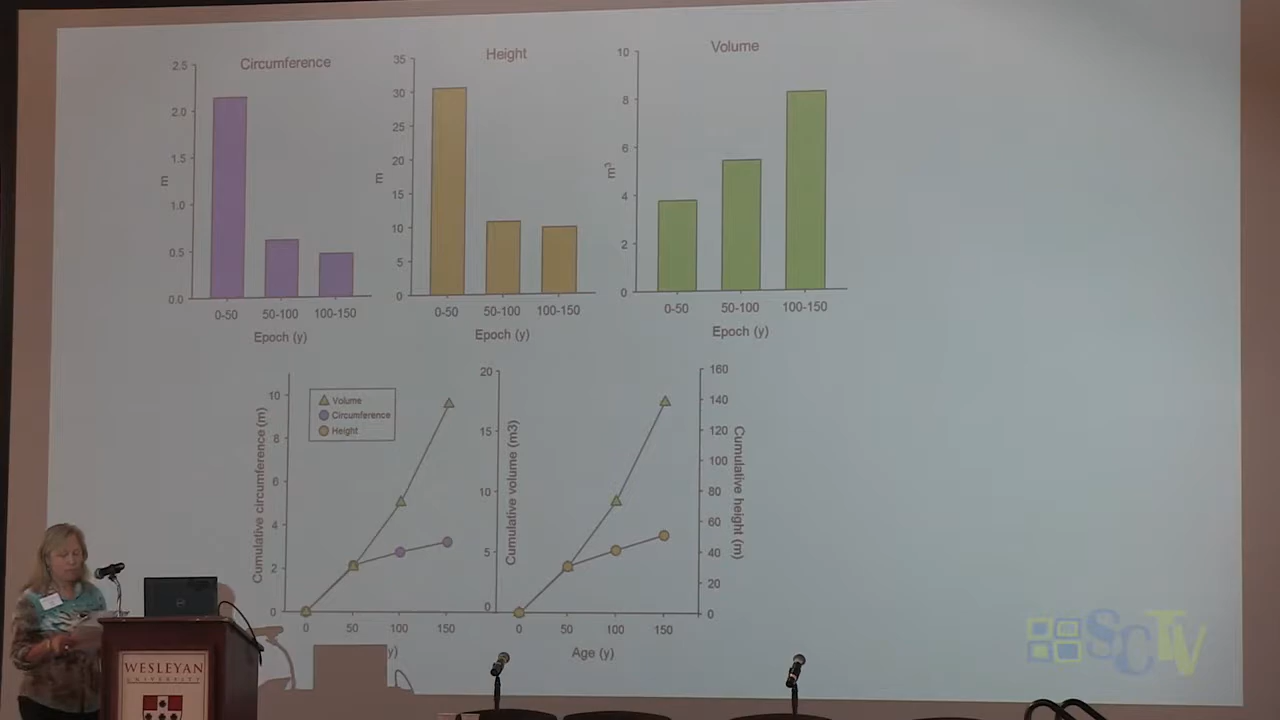 Circumference
2.5
2.0
1.5
1.0
0.5
0.0
m
0-50 50-100 100-150
Epoch (y)
Height
35
30
25
20
15
10
5
0
m
0-50 50-100 100-150
Epoch (y)
Volume
10
8
6
4
2
0
m³
0-50 50-100 100-150
Epoch (y)
Cumulative circumference (m)
10
8
6
4
2
0
Volume
Circumference
Height
0 50 100 150
y)
20
15
10
5
0
Cumulative volume (m3)
0 50 100 150
Age (y)
160
140
120
100
80
60
40
20
0
Cumulative height (m)
WESLEYAN
UNIVERSITY
SCTV